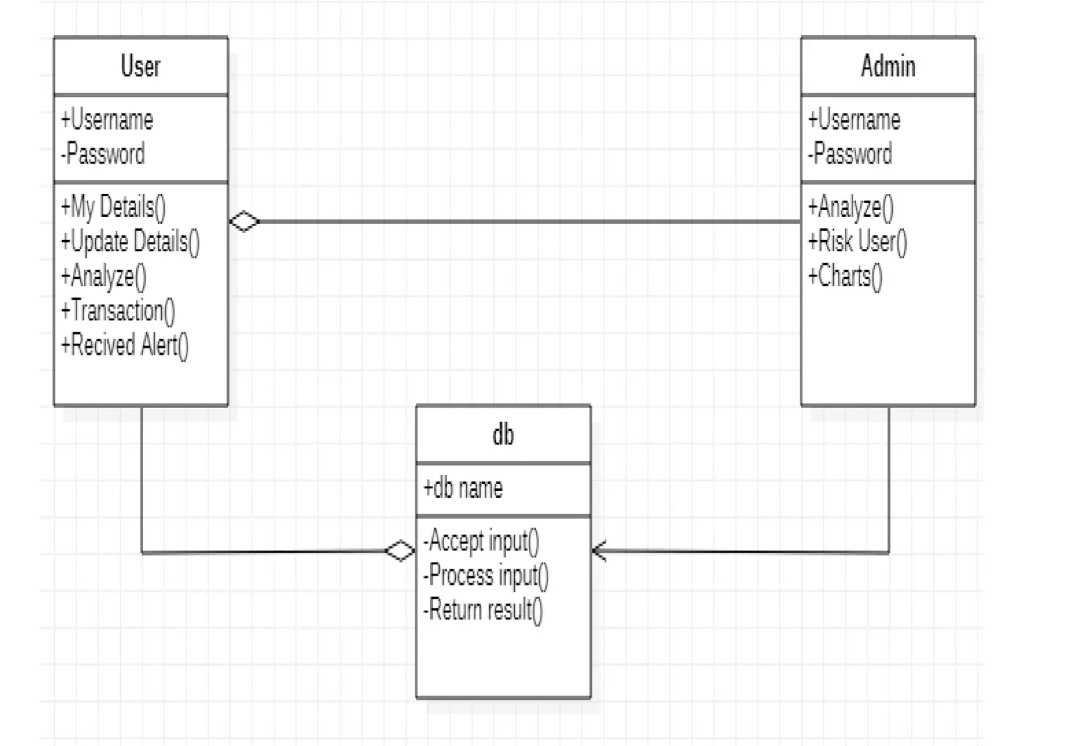 User
+Username
-Password
+My Details()
+Update Details()
+Analyze()
+Transaction()
+Recived Alert()
Admin
+Username
-Password
+Analyze()
+Risk User()
+Charts()
db
+db name
-Accept input()
-Process input()
-Return result()